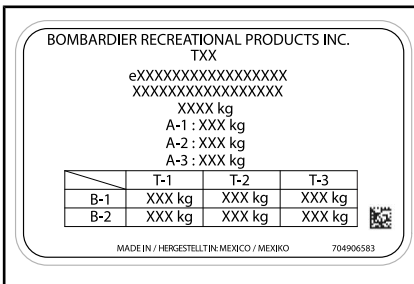 BOMBARDIER RECREATIONAL PRODUCTS INC.
TXX
eXXXXXXXXXXXXXXXXX
XXXXXXXXXXXXXXXXX
XXXX kg
A-1 : XXX kg
A-2 : XXX kg
A-3 : XXX kg
T-1 T-2 T-3
B-1 XXX kg XXX kg XXX kg
B-2 XXX kg XXX kg XXX kg
MADE IN / HERGESTELLT IN: MEXICO / MEXIKO 704906583